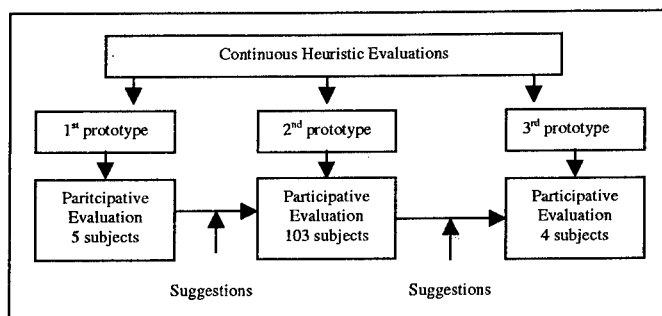 Continuous Heuristic Evaluations
1st prototype
2nd prototype
3rd prototype
Paritcipative
Evaluation
5 subjects
Participative
Evaluation
103 subjects
Participative
Evaluation
4 subjects
Suggestions
Suggestions